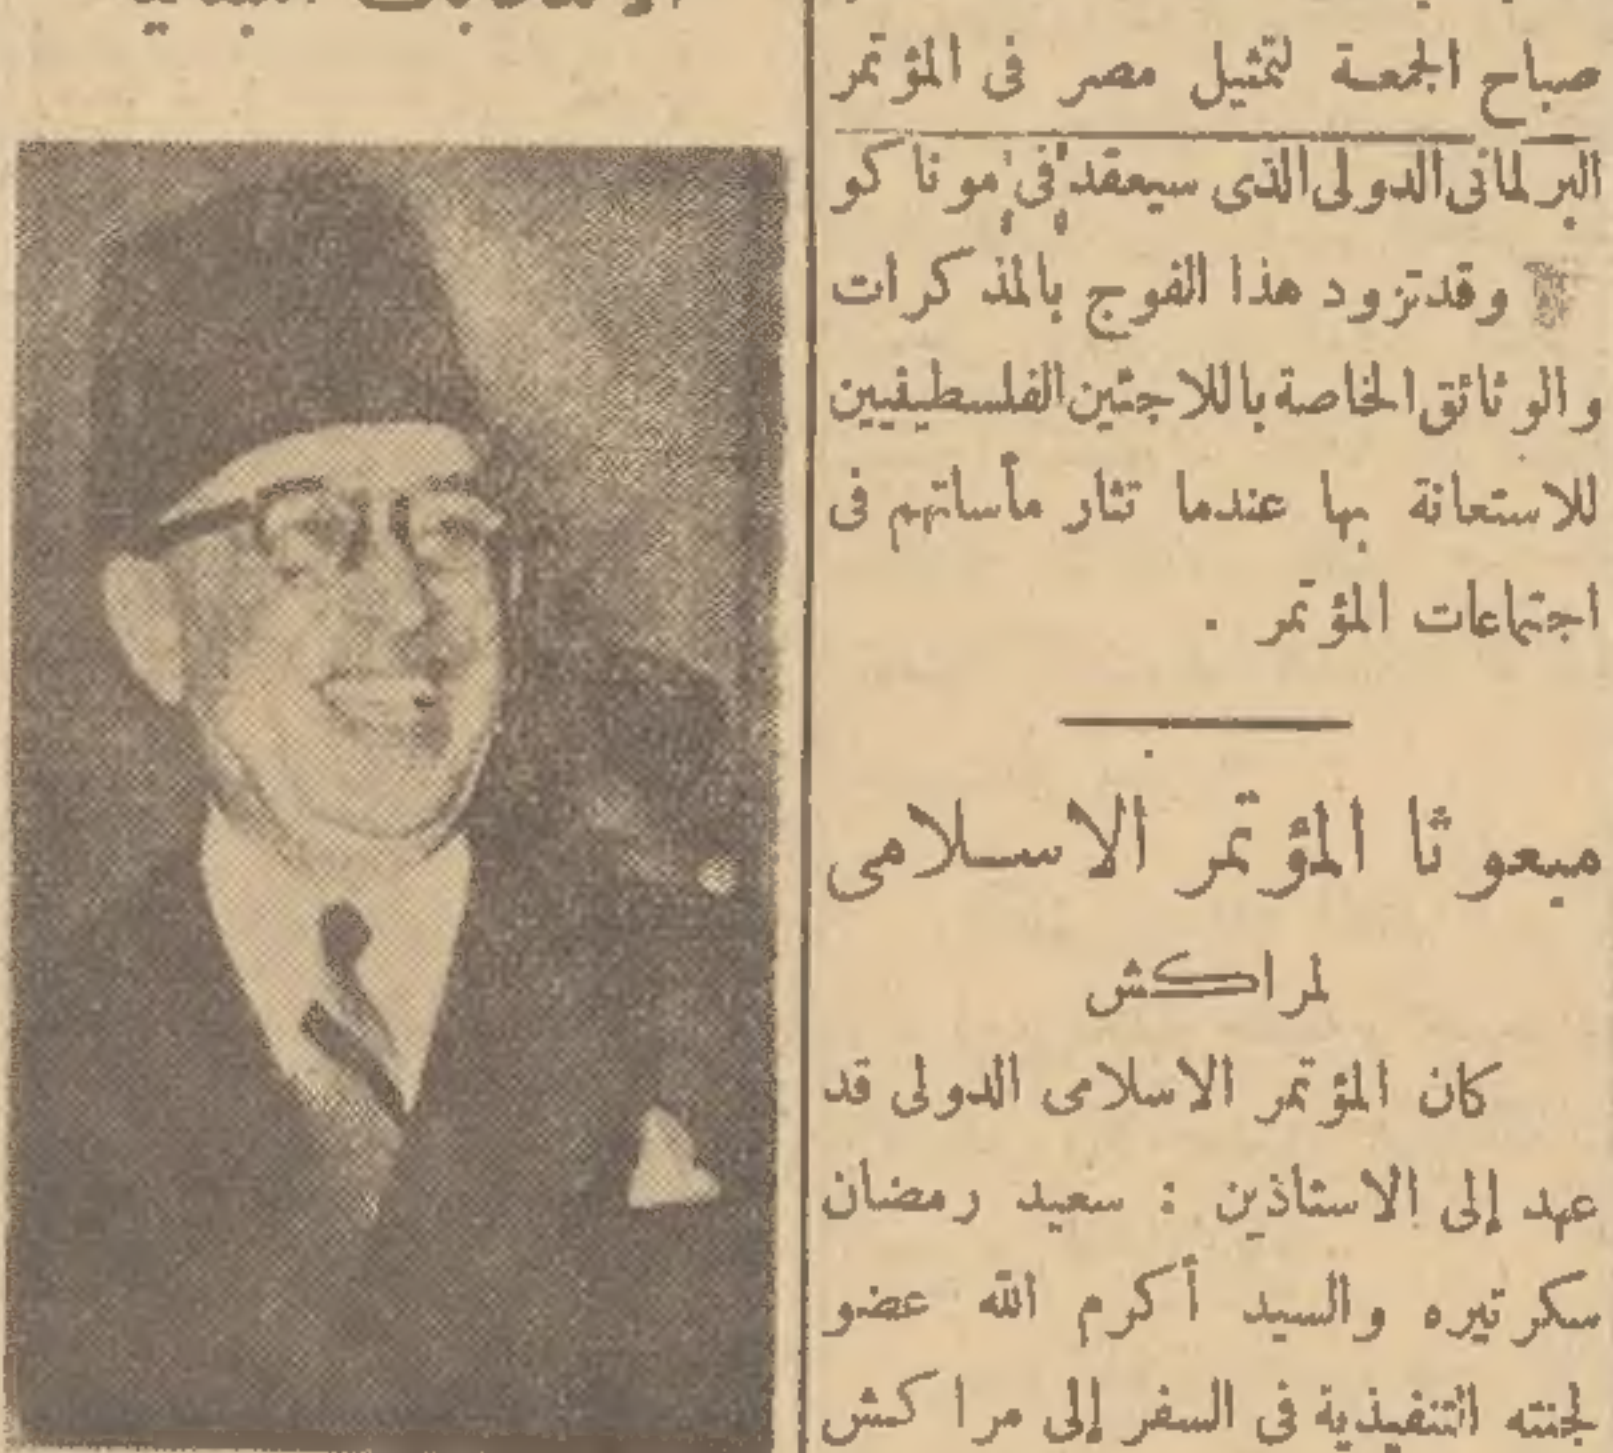 صباح الجمعة لتمثيل مصر فى المؤتمر
البرلمانى الدولى الذى سيعقد فى موناكو
وقد تزود هذا الفوج بالمذكرات
والوثائق الخاصة باللاجئين الفلسطينيين
للاستعانة بها عندما تثار مأساتهم فى
اجتماعات المؤتمر .
مبعوثا المؤتمر الاسلامى
لمراكش
كان المؤتمر الاسلامى الدولى قد
عهد إلى الاستاذين : سعيد رمضان
سكرتيره والسيد أكرم الله عضو
لجنته التنفيذية فى السفر إلى مراكش